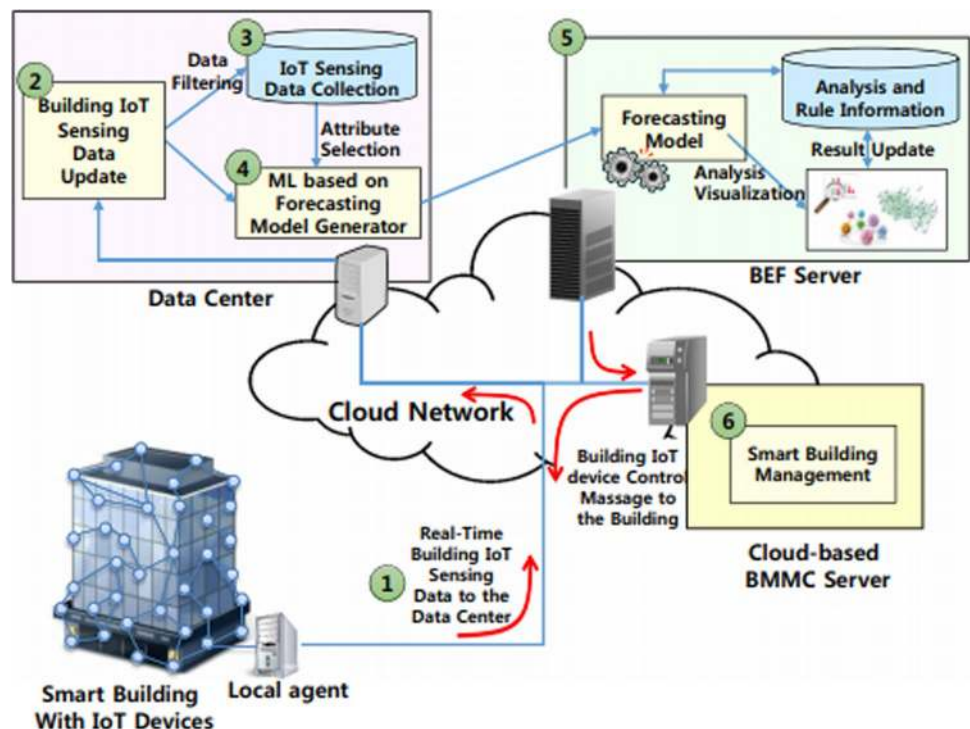 3
5
Data
Filtering
IoT Sensing
Data Collection
2
Building IoT
Sensing
Data
Update
Attribute
Selection
4
ML based on
Forecasting
Model Generator
Forecasting
Model
Analysis and
Rule Information
Result Update
Analysis
Visualization
Data Center
BEF Server
Cloud Network
6
Smart Building
Management
Building IoT
device Control
Massage to
the Building
Cloud-based
BMMC Server
1
Real-Time
Building IoT
Sensing
Data to the
Data Center
Smart Building
With IoT Devices
Local agent